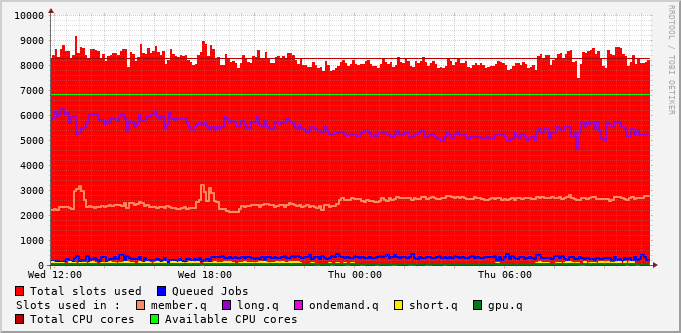 10000
9000
8000
7000
6000
5000
4000
3000
2000
1000
0
Wed 12:00 Wed 18:00 Thu 00:00 Thu 06:00
Total slots used Queued Jobs
Slots used in : member.q long.q ondemand.q short.q gpu.q
Total CPU cores Available CPU cores
RRDTOOL / TOBI OETIKER